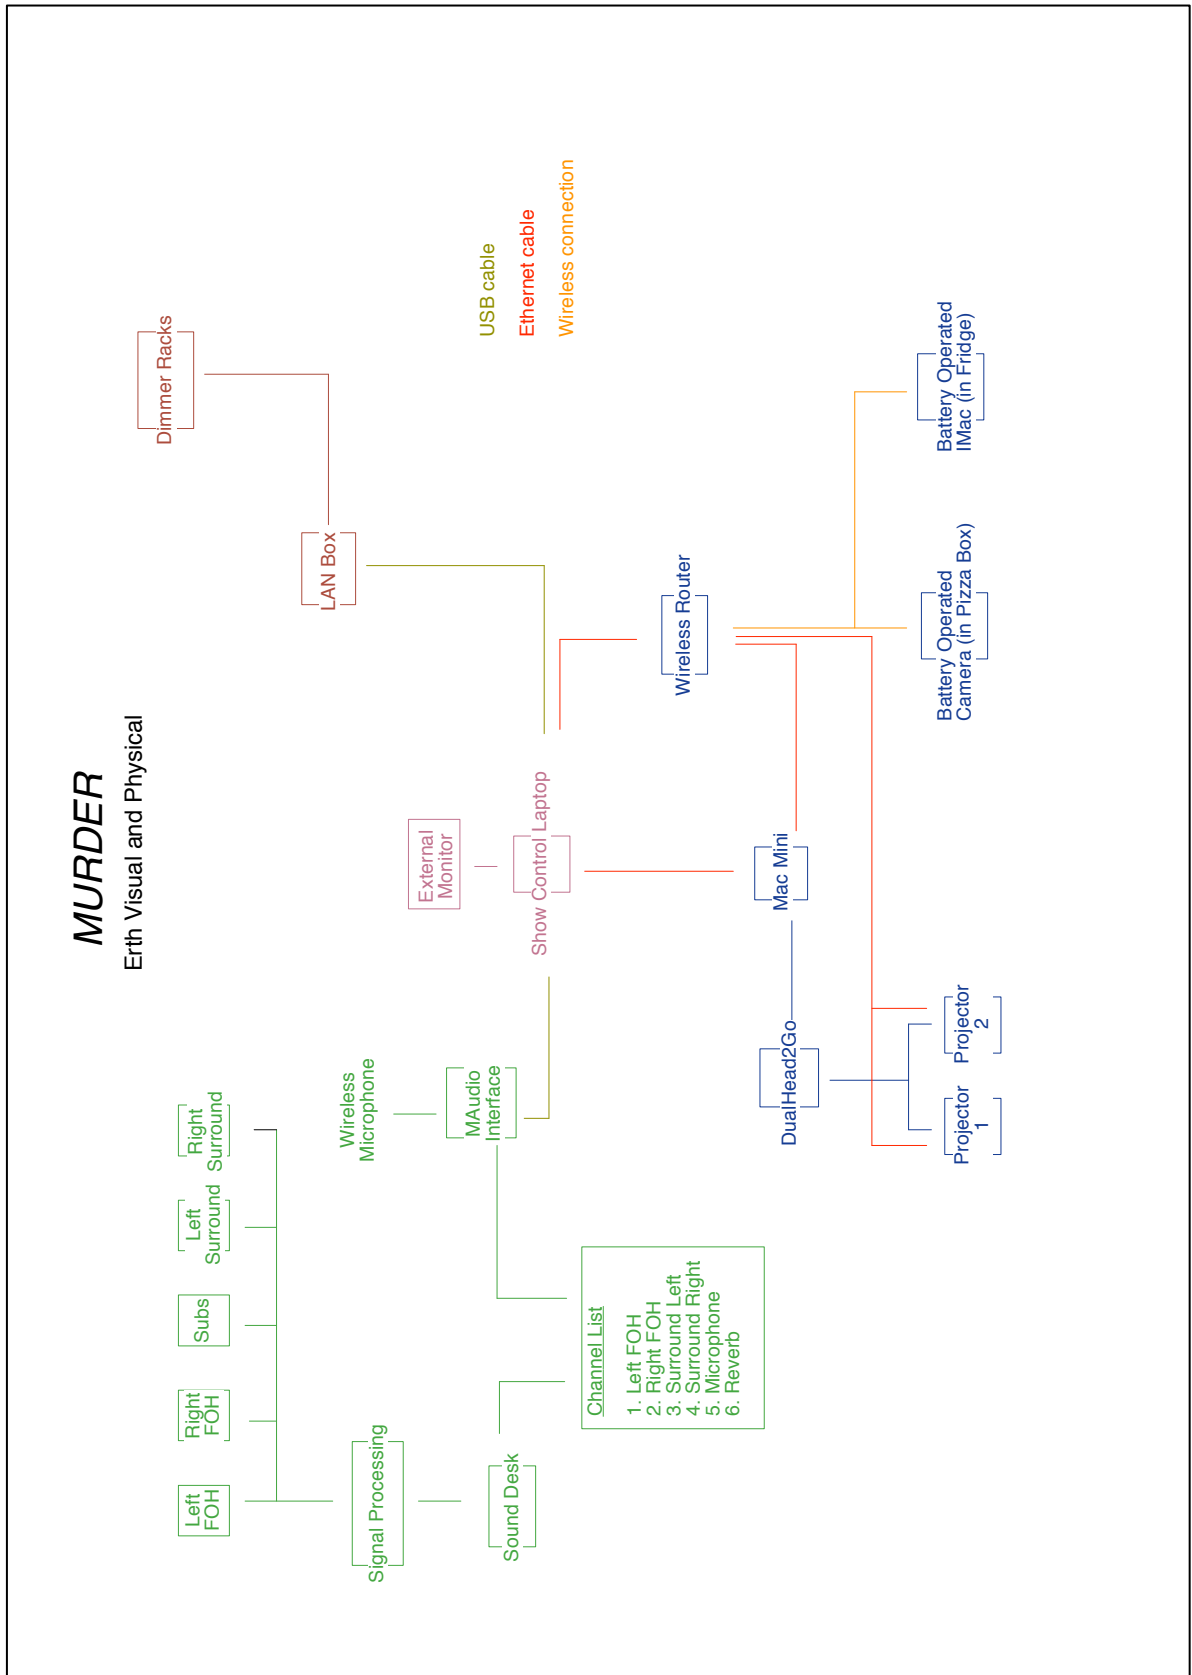 MURDER
Erth Visual and Physical
Left
FOH
Right
FOH
Subs
Left
Surround
Right
Surround
Dimmer Racks
Signal Processing
Wireless
Microphone
LAN Box
External
Monitor
Sound Desk
MAudio
Interface
Show Control Laptop
USB cable
Ethernet cable
Wireless connection
Channel List
1. Left FOH
2. Right FOH
3. Surround Left
4. Surround Right
5. Microphone
6. Reverb
Wireless Router
DualHead2Go
Mac Mini
Projector
1
Projector
2
Battery Operated
Camera (in Pizza Box)
Battery Operated
IMac (in Fridge)